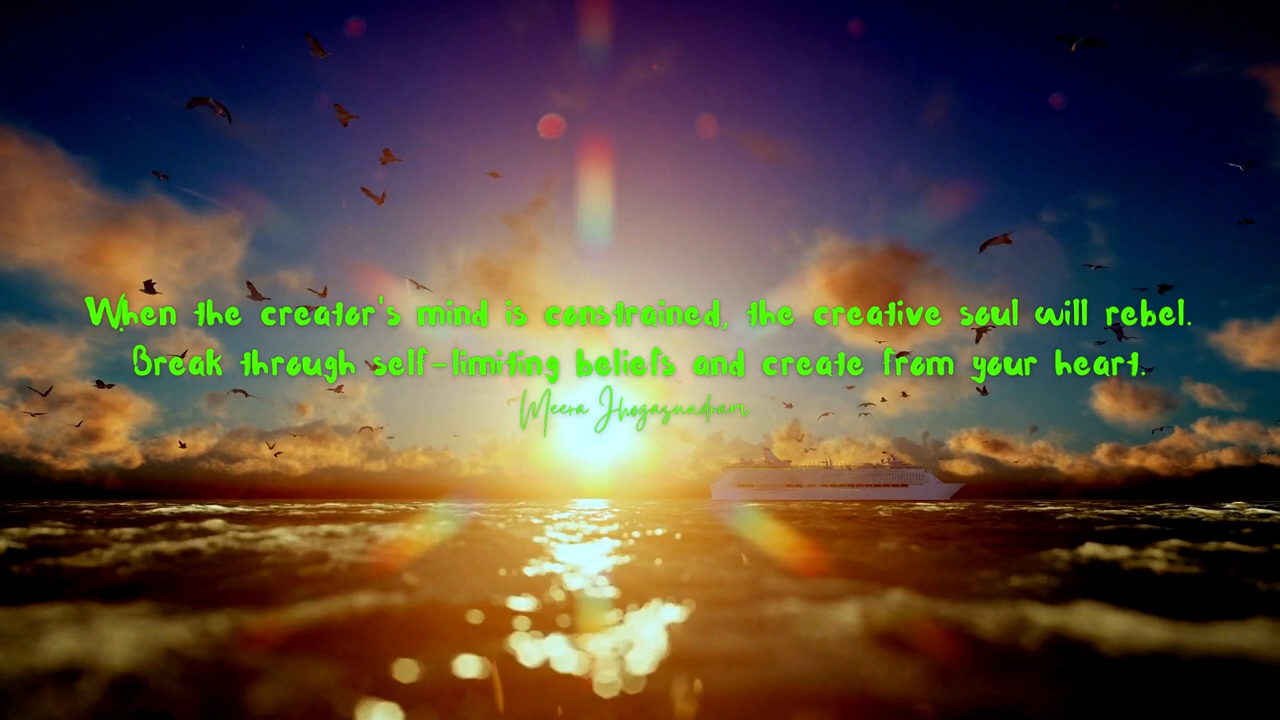 When the creator's mind is constrained, the creative soul will rebel.
Break through self-limiting beliefs and create from your heart.
Meera